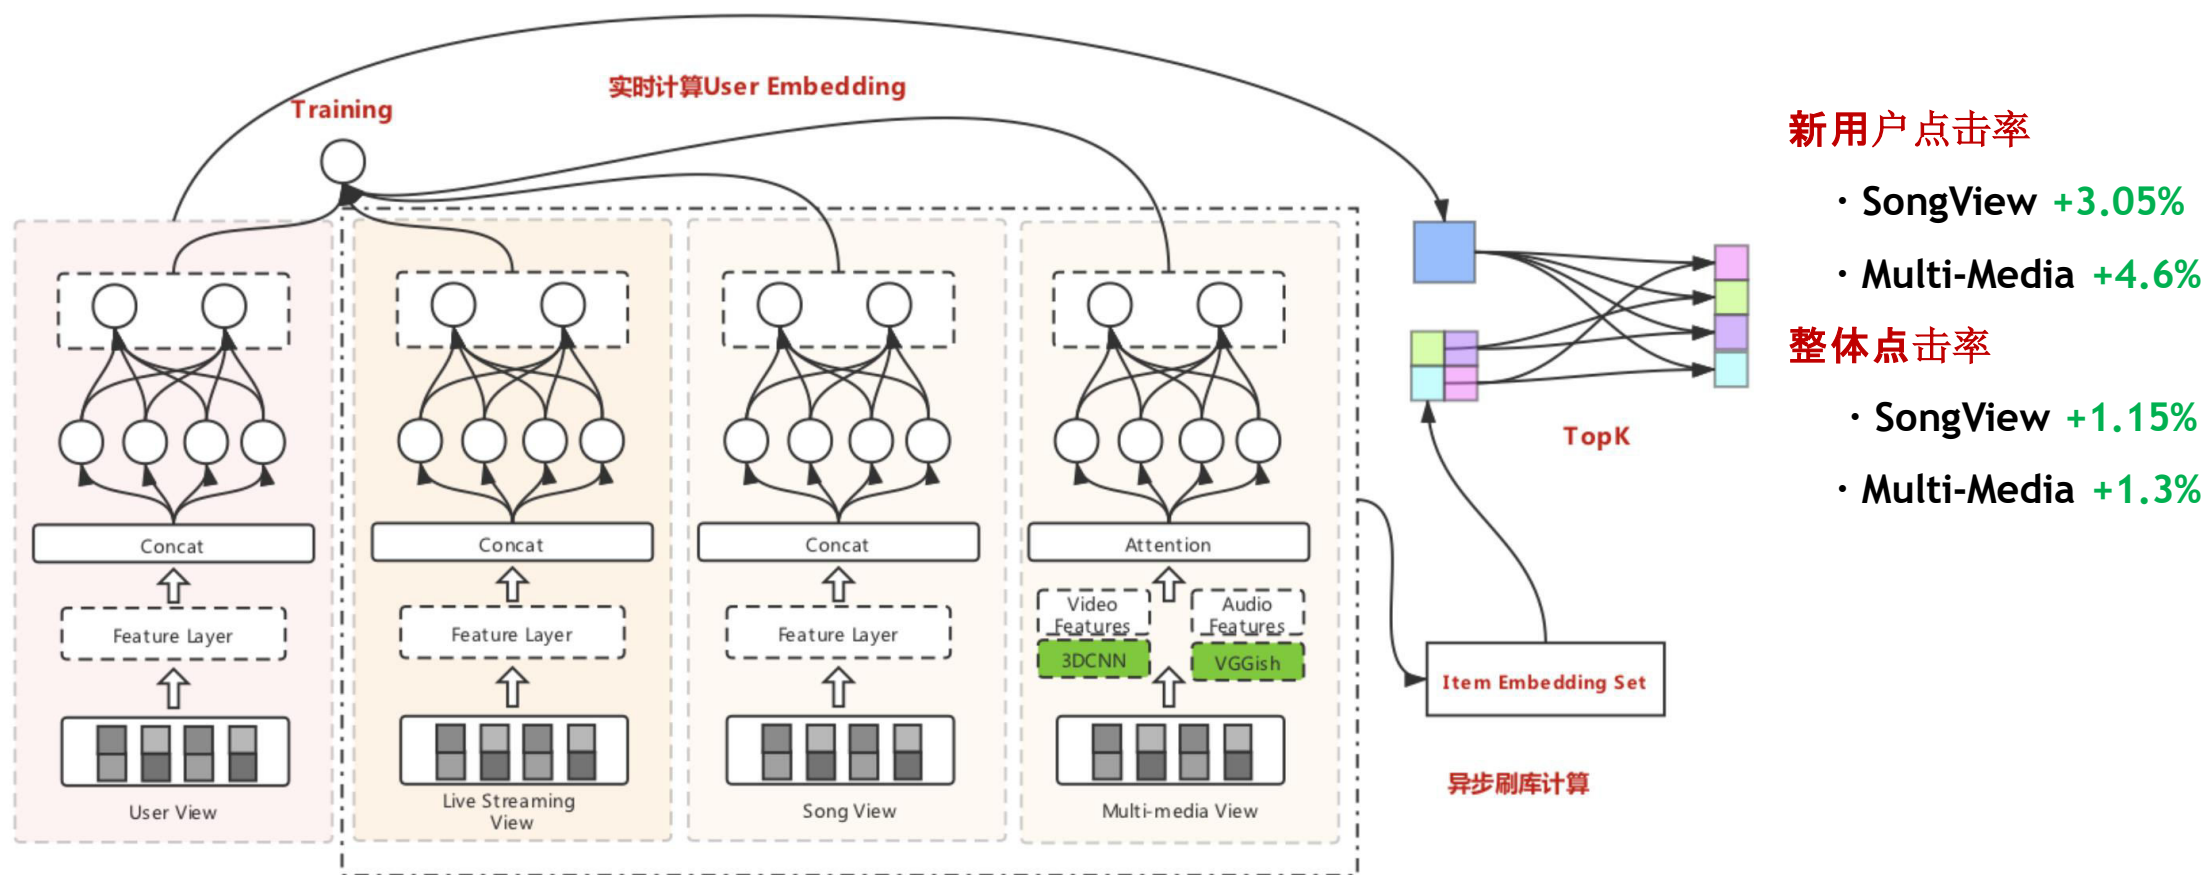 实时计算User Embedding
Training
Concat
Feature Layer
User View
Concat
Feature Layer
Live Streaming
View
Concat
Feature Layer
Song View
Attention
Video
Features
3DCNN
Audio
Features
VGGish
Multi-media View
TopK
Item Embedding Set
异步刷库计算
新用户点击率
· SongView +3.05%
· Multi-Media +4.6%
整体点击率
· SongView +1.15%
· Multi-Media +1.3%